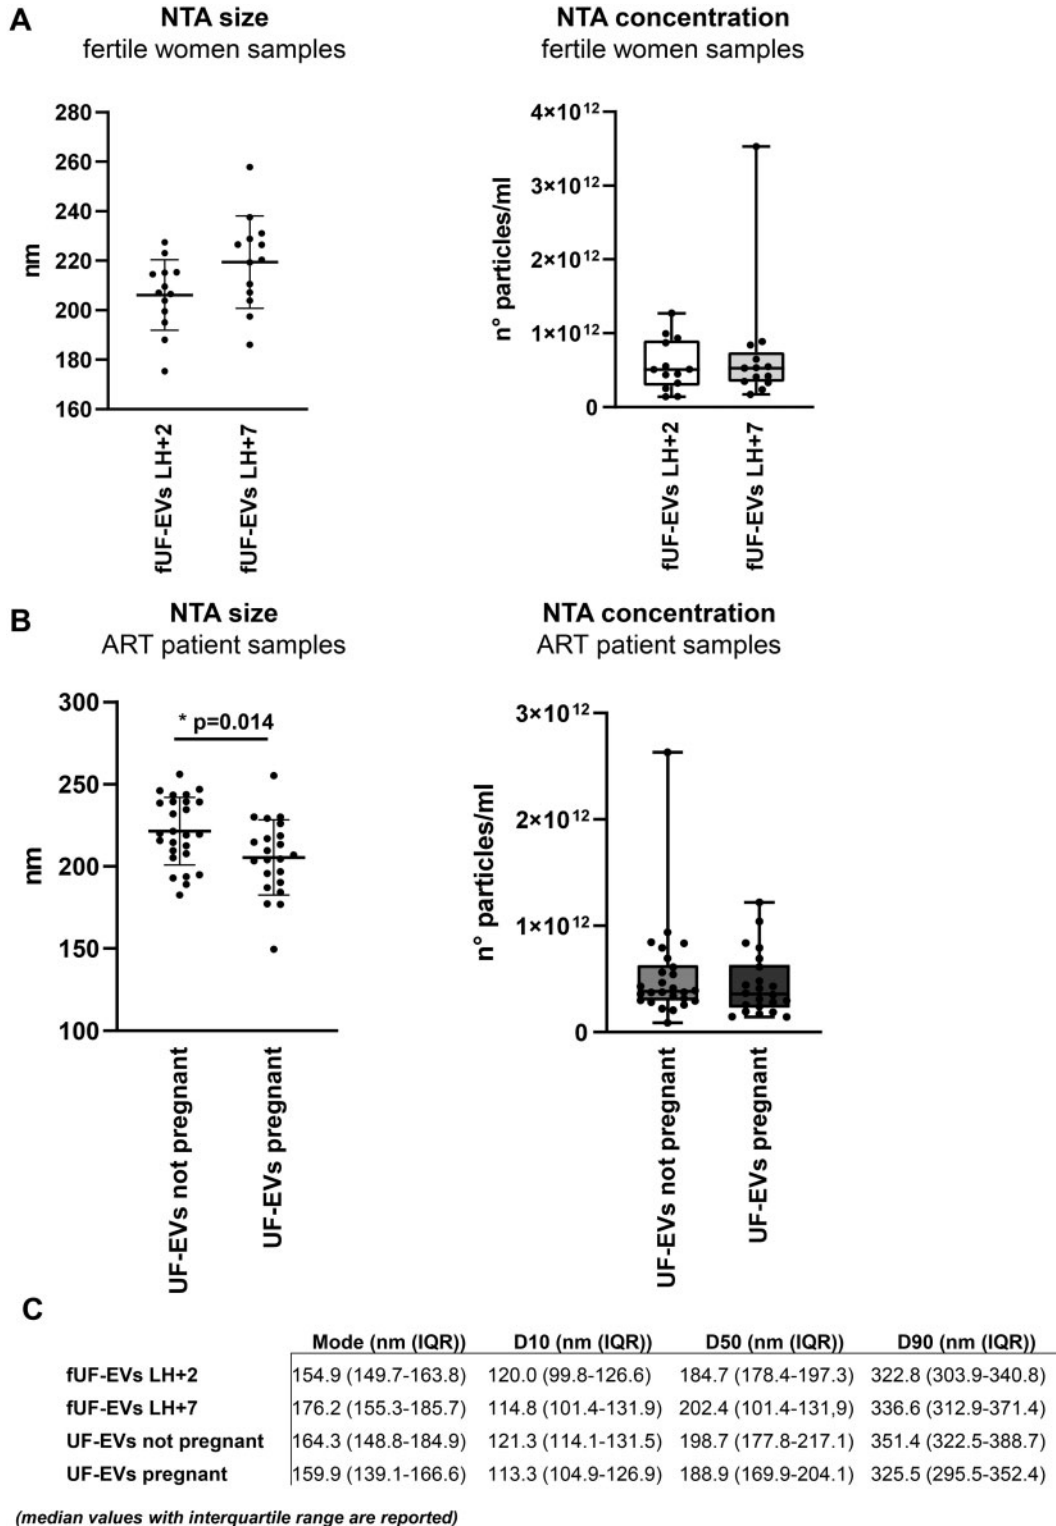 A
NTA size
fertile women samples
NTA concentration
fertile women samples
280
260
240
220
200
180
160
nm
fUF-EVs LH+2
fUF-EVs LH+7
4×10¹²
3×10¹²
2×10¹²
1×10¹²
0
n° particles/ml
fUF-EVs LH+2
fUF-EVs LH+7
B
NTA size
ART patient samples
NTA concentration
ART patient samples
300
250
200
150
100
nm
* p=0.014
UF-EVs not pregnant
UF-EVs pregnant
3×10¹²
2×10¹²
1×10¹²
0
n° particles/ml
UF-EVs not pregnant
UF-EVs pregnant
C
Mode (nm (IQR)) D10 (nm (IQR)) D50 (nm (IQR)) D90 (nm (IQR))
fUF-EVs LH+2 154.9 (149.7-163.8) 120.0 (99.8-126.6) 184.7 (178.4-197.3) 322.8 (303.9-340.8)
fUF-EVs LH+7 176.2 (155.3-185.7) 114.8 (101.4-131.9) 202.4 (101.4-131,9) 336.6 (312.9-371.4)
UF-EVs not pregnant 164.3 (148.8-184.9) 121.3 (114.1-131.5) 198.7 (177.8-217.1) 351.4 (322.5-388.7)
UF-EVs pregnant 159.9 (139.1-166.6) 113.3 (104.9-126.9) 188.9 (169.9-204.1) 325.5 (295.5-352.4)
(median values with interquartile range are reported)